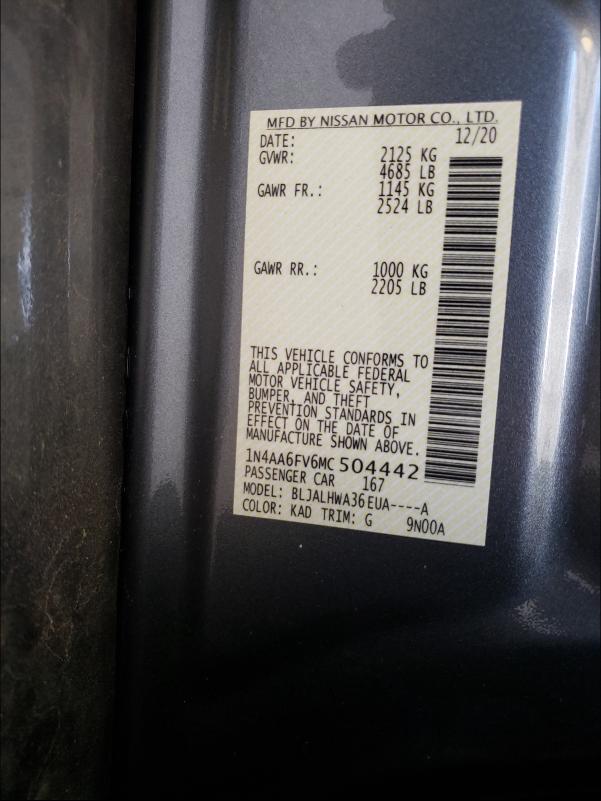 MFD BY NISSAN MOTOR CO., LTD.
DATE: 12/20
GVWR: 2125 KG
4685 LB
GAWR FR.: 1145 KG
2524 LB
GAWR RR.: 1000 KG
2205 LB
THIS VEHICLE CONFORMS TO
ALL APPLICABLE FEDERAL
MOTOR VEHICLE SAFETY,
BUMPER, AND THEFT
PREVENTION STANDARDS IN
EFFECT ON THE DATE OF
MANUFACTURE SHOWN ABOVE.
1N4AA6FV6MC504442
PASSENGER CAR 167
MODEL: BLJALHWA36EUA----A
COLOR: KAD TRIM: G 9N00A